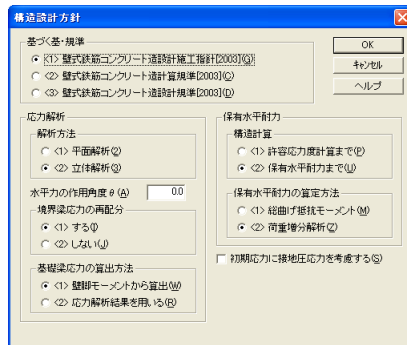 構造設計方針
基づく基・規準
<1> 壁式鉄筋コンクリート造設計施工指針[2003](G)
<2> 壁式鉄筋コンクリート造計算規準[2003](C)
<3> 壁式鉄筋コンクリート造設計規準[2003](D)
OK
キャンセル
ヘルプ
応力解析
解析方法
<1> 平面解析(2)
<2> 立体解析(3)
水平力の作用角度θ(A) 0.0
境界梁応力の再配分
<1> する(I)
<2> しない(J)
基礎梁応力の算出方法
<1> 壁脚モーメントから算出(W)
<2> 応力解析結果を用いる(R)
保有水平耐力
構造計算
<1> 許容応力度計算まで(P)
<2> 保有水平耐力まで(U)
保有水平耐力の算定方法
<1> 総曲げ抵抗モーメント(M)
<2> 荷重増分解析(Z)
初期応力に接地圧応力を考慮する(S)